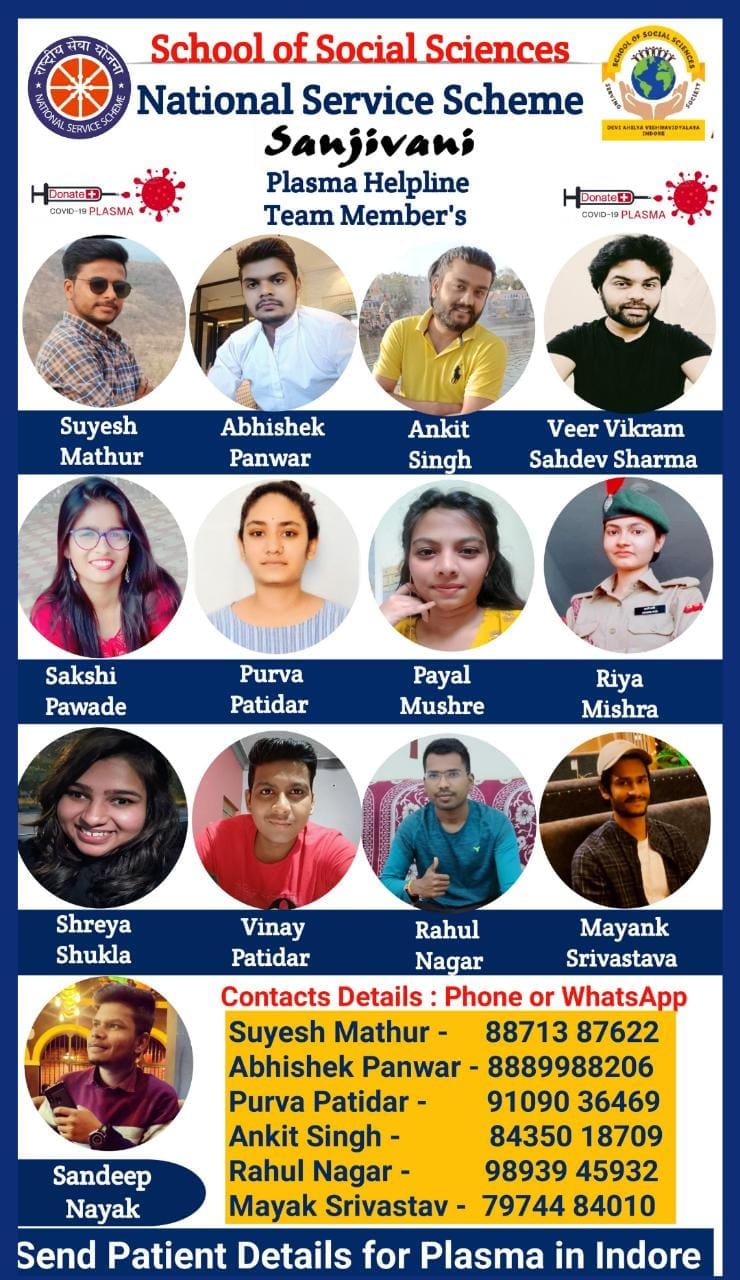 School of Social Sciences
National Service Scheme
Sanjivani
Plasma Helpline
Team Member's
राष्ट्रीय सेवा योजना
NATIONAL SERVICE SCHEME
SCHOOL OF SOCIAL SCIENCES
SERVING SOCIETY
DEVI AHILYA VISHWAVIDYALAYA
INDORE
Donate
COVID-19 PLASMA
Donate
COVID-19 PLASMA
Suyesh
Mathur
Abhishek
Panwar
Ankit
Singh
Veer Vikram
Sahdev Sharma
Sakshi
Pawade
Purva
Patidar
Payal
Mushre
Riya
Mishra
Shreya
Shukla
Vinay
Patidar
Rahul
Nagar
Mayank
Srivastava
Sandeep
Nayak
Contacts Details : Phone or WhatsApp
Suyesh Mathur - 88713 87622
Abhishek Panwar - 8889988206
Purva Patidar - 91090 36469
Ankit Singh - 84350 18709
Rahul Nagar - 98939 45932
Mayak Srivastav - 79744 84010
Send Patient Details for Plasma in Indore